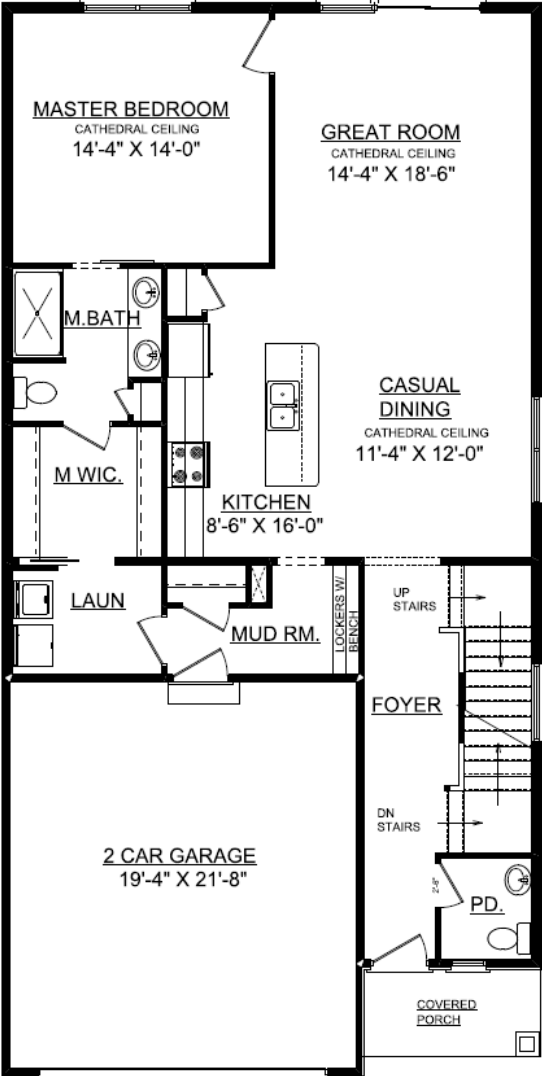 MASTER BEDROOM
CATHEDRAL CEILING
14'-4" X 14'-0"
GREAT ROOM
CATHEDRAL CEILING
14'-4" X 18'-6"
M.BATH
CASUAL
DINING
CATHEDRAL CEILING
11'-4" X 12'-0"
M WIC.
KITCHEN
8'-6" X 16'-0"
LAUN
MUD RM.
LOCKERS W/
BENCH
UP
STAIRS
FOYER
DN
STAIRS
2 CAR GARAGE
19'-4" X 21'-8"
2'-8"
PD.
COVERED
PORCH